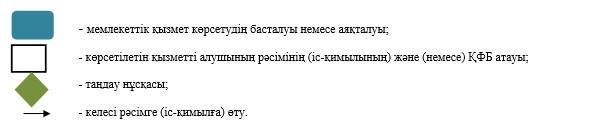 - мемлекеттік қызмет көрсетудің басталуы немесе аяқталуы;
- көрсетілетін қызметті алушының рәсімінің (іс-қимылының) және (немесе) ҚФБ атауы;
- таңдау нұсқасы;
- келесі рәсімге (іс-қимылға) өту.